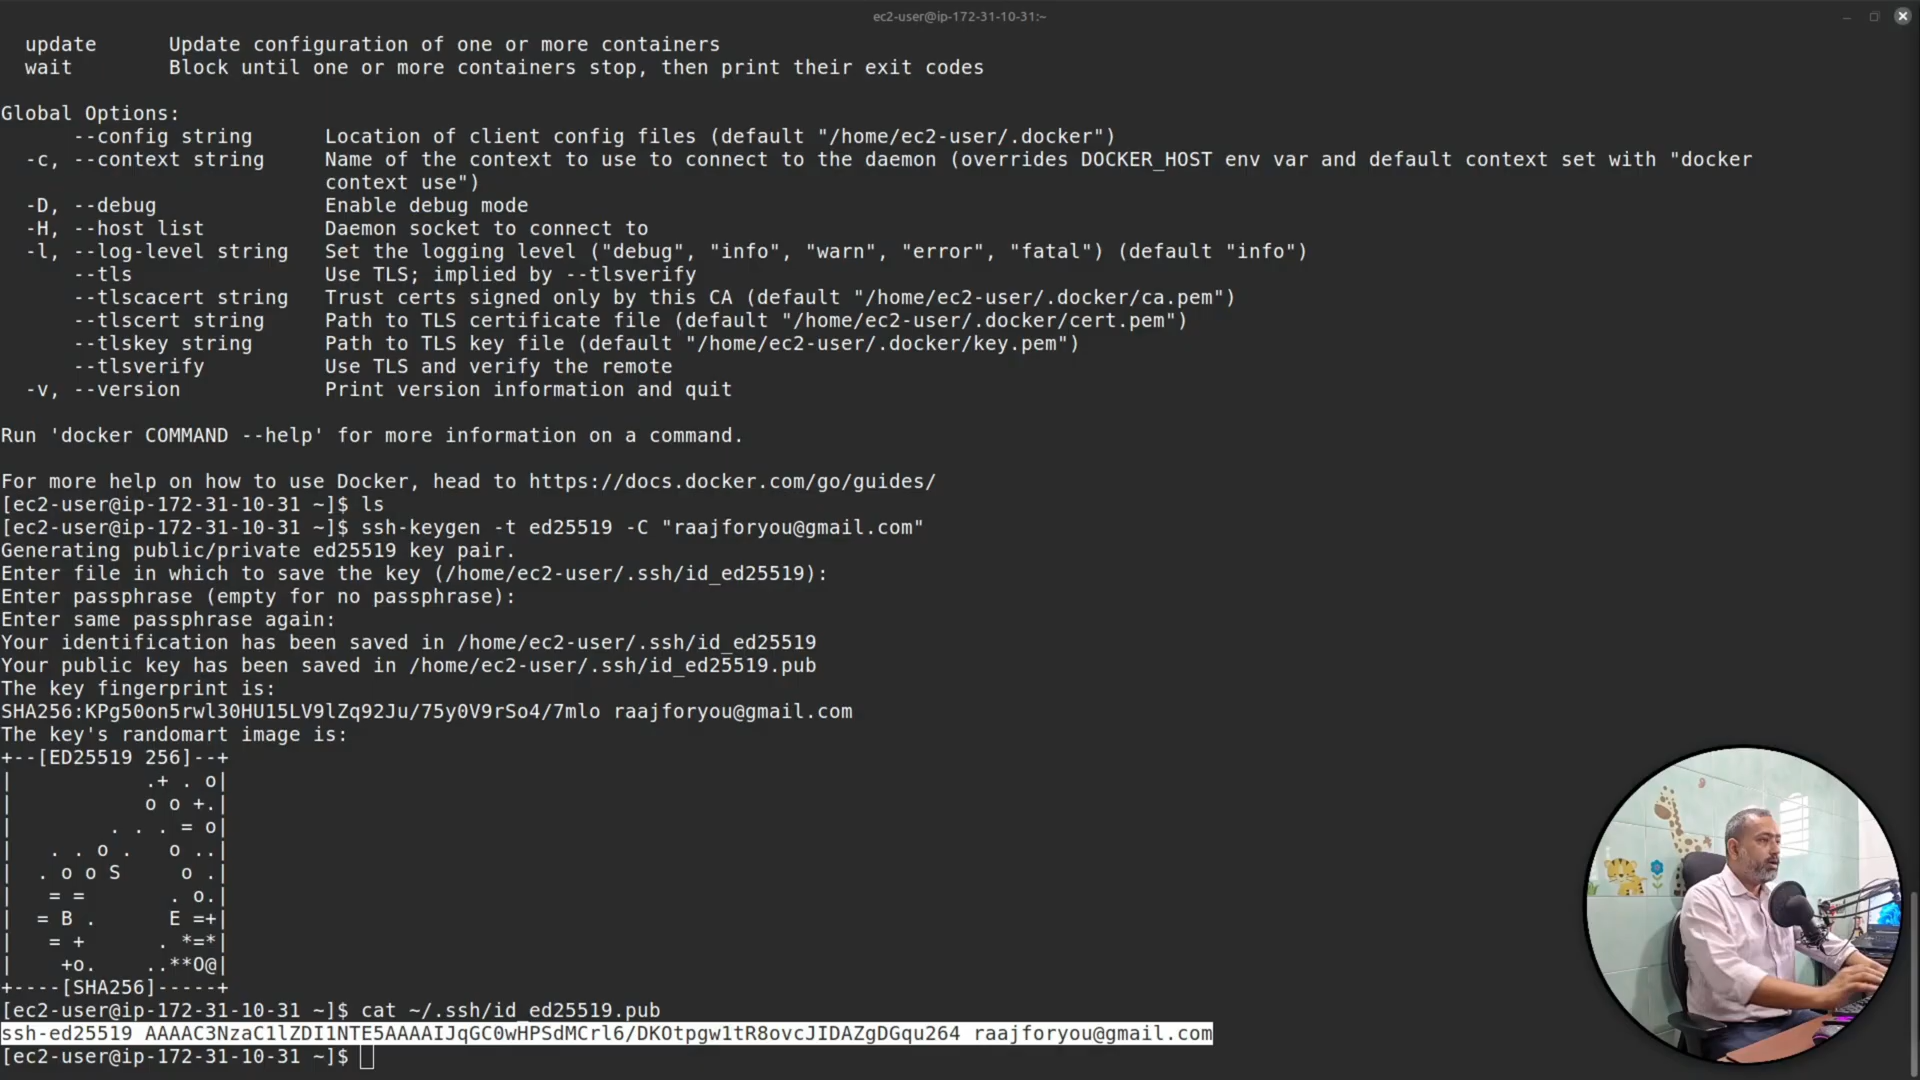 ec2-user@ip-172-31-10-31:~
update      Update configuration of one or more containers
wait        Block until one or more containers stop, then print their exit codes
Global Options:
      --config string      Location of client config files (default "/home/ec2-user/.docker")
  -c, --context string     Name of the context to use to connect to the daemon (overrides DOCKER_HOST env var and default context set with "docker
                           context use")
  -D, --debug              Enable debug mode
  -H, --host list          Daemon socket to connect to
  -l, --log-level string   Set the logging level ("debug", "info", "warn", "error", "fatal") (default "info")
      --tls                Use TLS; implied by --tlsverify
      --tlscacert string   Trust certs signed only by this CA (default "/home/ec2-user/.docker/ca.pem")
      --tlscert string     Path to TLS certificate file (default "/home/ec2-user/.docker/cert.pem")
      --tlskey string      Path to TLS key file (default "/home/ec2-user/.docker/key.pem")
      --tlsverify          Use TLS and verify the remote
  -v, --version            Print version information and quit
Run 'docker COMMAND --help' for more information on a command.
For more help on how to use Docker, head to https://docs.docker.com/go/guides/
[ec2-user@ip-172-31-10-31 ~]$ ls
[ec2-user@ip-172-31-10-31 ~]$ ssh-keygen -t ed25519 -C "raajforyou@gmail.com"
Generating public/private ed25519 key pair.
Enter file in which to save the key (/home/ec2-user/.ssh/id_ed25519):
Enter passphrase (empty for no passphrase):
Enter same passphrase again:
Your identification has been saved in /home/ec2-user/.ssh/id_ed25519
Your public key has been saved in /home/ec2-user/.ssh/id_ed25519.pub
The key fingerprint is:
SHA256:KPg50on5rwl30HU15LV9lZq92Ju/75y0V9rSo4/7mlo raajforyou@gmail.com
The key's randomart image is:
+--[ED25519 256]--+
|           .+ . o|
|           o o +.|
|        . . . = o|
|   . . o .   o ..|
|  . o o S     o .|
|   = =       . o.|
|  = B .      E =+|
|   = +      . *=*|
|    +o.    ..**O@|
+----[SHA256]-----+
[ec2-user@ip-172-31-10-31 ~]$ cat ~/.ssh/id_ed25519.pub
ssh-ed25519 AAAAC3NzaC1lZDI1NTE5AAAAIJqGC0wHPSdMCrl6/DKOtpgw1tR8ovcJIDAZgDGqu264 raajforyou@gmail.com
[ec2-user@ip-172-31-10-31 ~]$